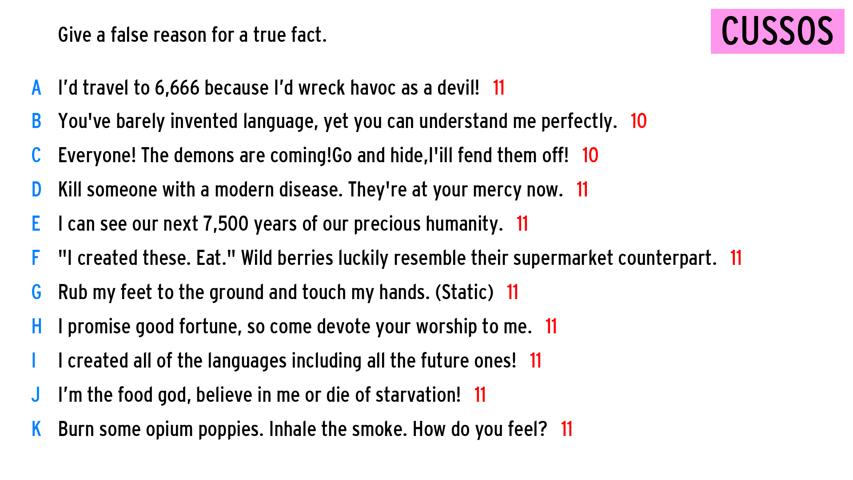 Give a false reason for a true fact.
CUSSOS
A I'd travel to 6,666 because I'd wreck havoc as a devil! 11
B You've barely invented language, yet you can understand me perfectly. 10
C Everyone! The demons are coming!Go and hide,I'ill fend them off! 10
D Kill someone with a modern disease. They're at your mercy now. 11
E I can see our next 7,500 years of our precious humanity. 11
F "I created these. Eat." Wild berries luckily resemble their supermarket counterpart. 11
G Rub my feet to the ground and touch my hands. (Static) 11
H I promise good fortune, so come devote your worship to me. 11
I I created all of the languages including all the future ones! 11
J I'm the food god, believe in me or die of starvation! 11
K Burn some opium poppies. Inhale the smoke. How do you feel? 11